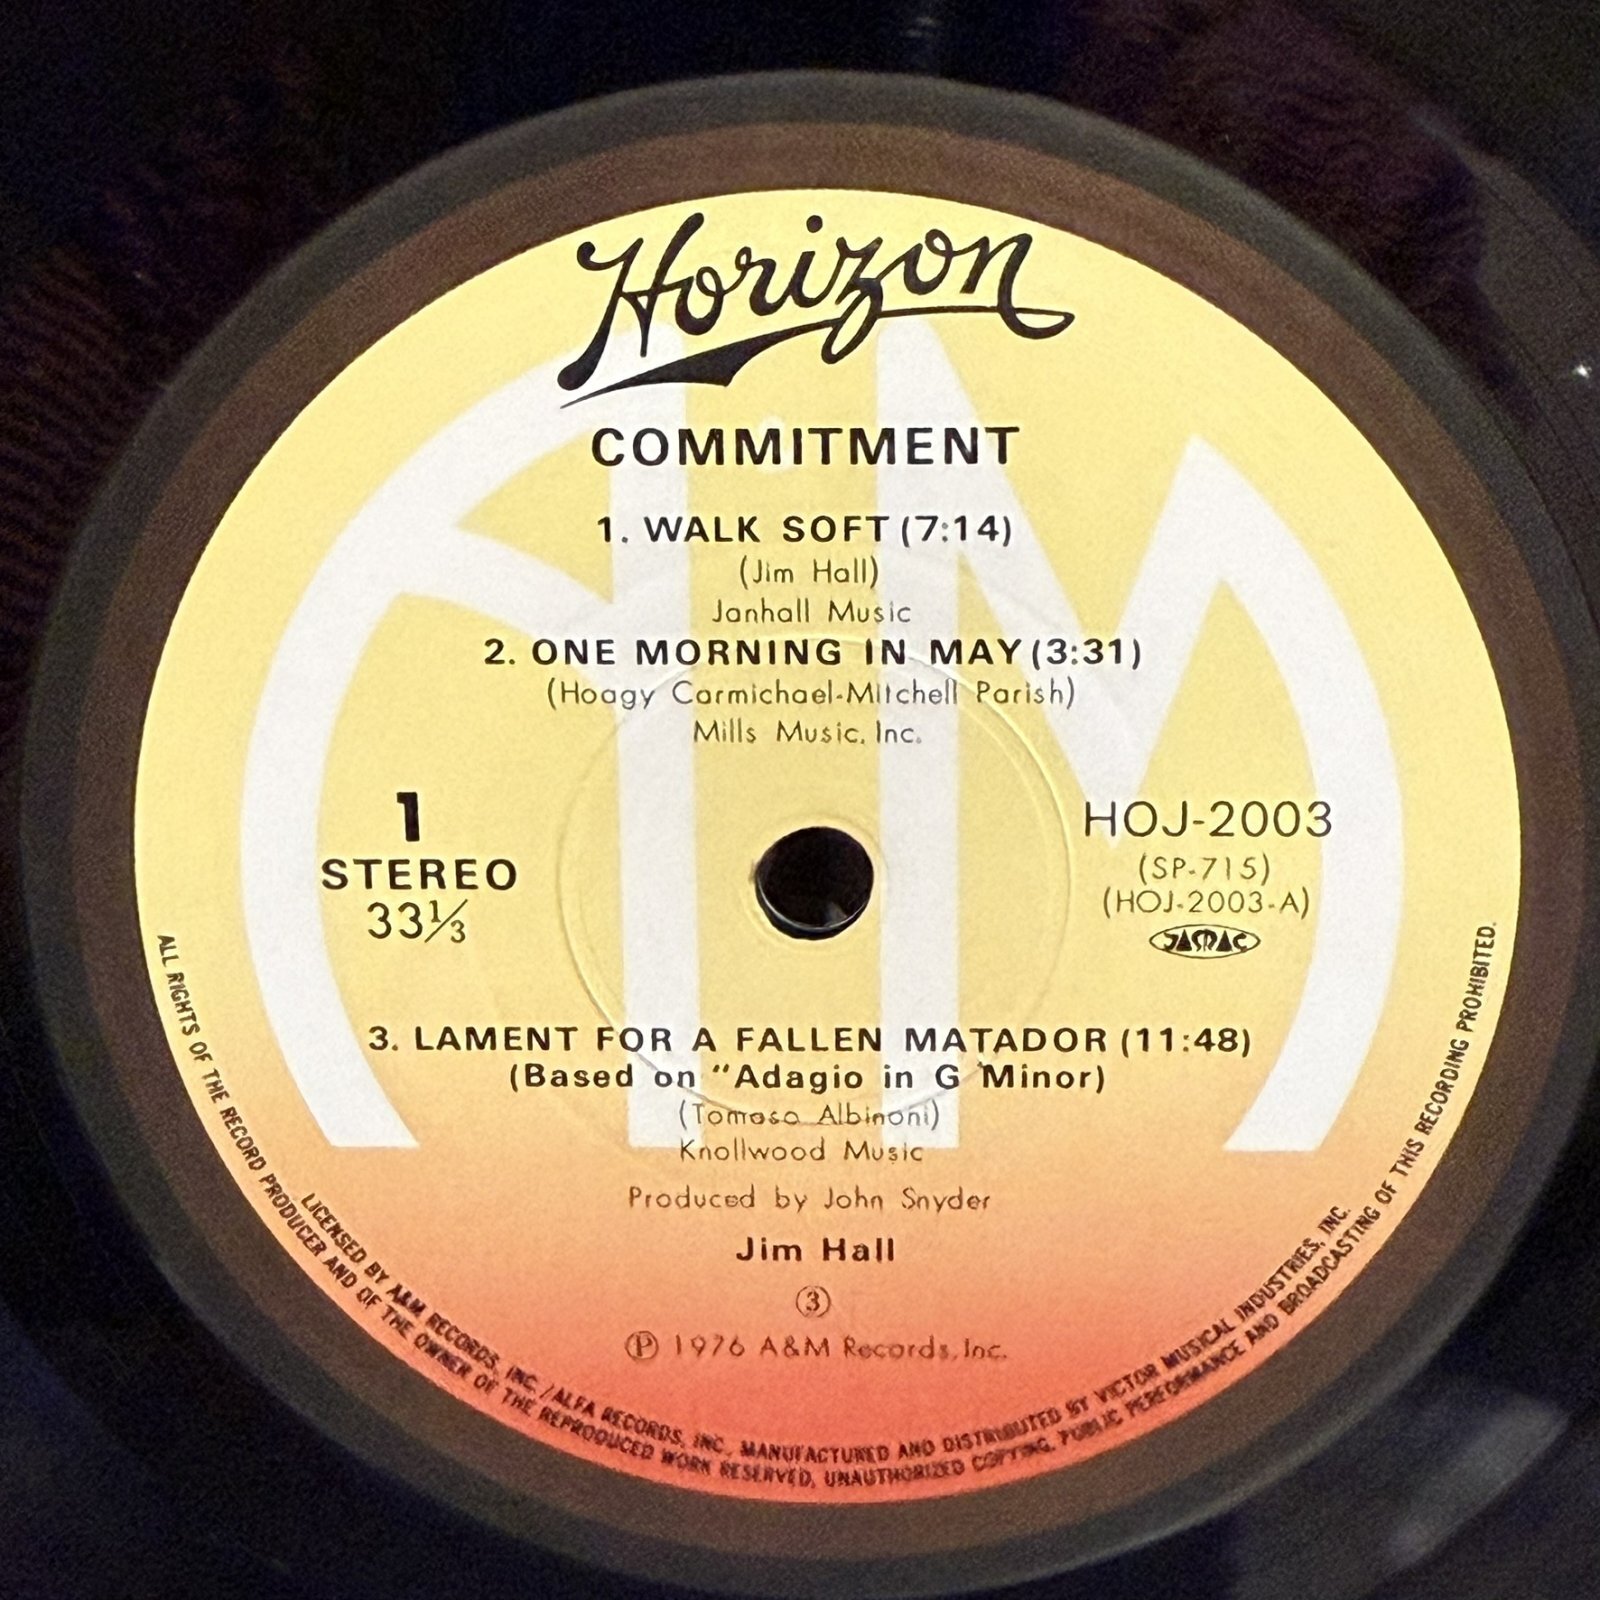 Horizon
COMMITMENT
1. WALK SOFT (7:14)
(Jim Hall)
Janhall Music
2. ONE MORNING IN MAY (3:31)
(Hoagy Carmichael-Mitchell Parish)
Mills Music, Inc.
1
STEREO
33⅓
HOJ-2003
(SP-715)
(HOJ-2003-A)
JASRAC
3. LAMENT FOR A FALLEN MATADOR (11:48)
(Based on "Adagio in G Minor)
(Tomaso Albinoni)
Knollwood Music
Produced by John Snyder
Jim Hall
③
℗ 1976 A&M Records, Inc.
LICENSED BY A&M RECORDS, INC./ALFA RECORDS, INC. MANUFACTURED AND DISTRIBUTED BY VICTOR MUSICAL INDUSTRIES, INC.
ALL RIGHTS OF THE RECORD PRODUCER AND OF THE OWNER OF THE REPRODUCED WORK RESERVED. UNAUTHORIZED COPYING, PUBLIC PERFORMANCE AND BROADCASTING OF THIS RECORDING PROHIBITED.